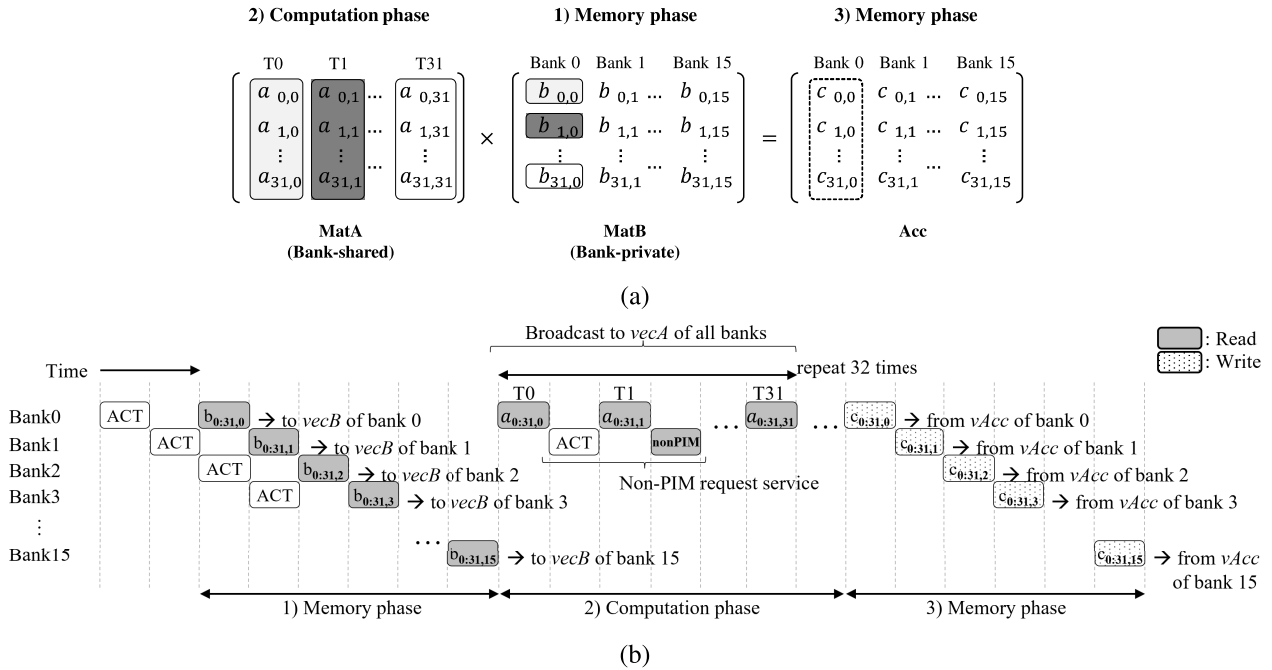 2) Computation phase 1) Memory phase 3) Memory phase
T0 T1 T31 Bank 0 Bank 1 Bank 15 Bank 0 Bank 1 Bank 15
a 0,0 a 0,1 ... a 0,31 b 0,0 b 0,1 ... b 0,15 c 0,0 c 0,1 ... c 0,15
a 1,0 a 1,1 ... a 1,31 × b 1,0 b 1,1 ... b 1,15 = c 1,0 c 1,1 ... c 1,15
⋮ ⋮ ... ⋮ ⋮ ⋮ ... ⋮ ⋮ ⋮ ... ⋮
a31,0 a31,1 a31,31 b31,0 b31,1 b31,15 c31,0 c31,1 c31,15
MatA MatB Acc
(Bank-shared) (Bank-private)
(a)
Broadcast to vecA of all banks : Read
: Write
Time repeat 32 times
T0 T1 T31
Bank0 ACT b0:31,0 → to vecB of bank 0 a0:31,0 a0:31,1 ... a0:31,31 ... c0:31,0 → from vAcc of bank 0
Bank1 ACT b0:31,1 → to vecB of bank 1 ACT nonPIM c0:31,1 → from vAcc of bank 1
Bank2 ACT b0:31,2 → to vecB of bank 2 c0:31,2 → from vAcc of bank 2
Non-PIM request service
Bank3 ACT b0:31,3 → to vecB of bank 3 c0:31,3 → from vAcc of bank 3
⋮
Bank15 ... b0:31,15 → to vecB of bank 15 c0:31,15 → from vAcc
of bank 15
1) Memory phase 2) Computation phase 3) Memory phase
(b)